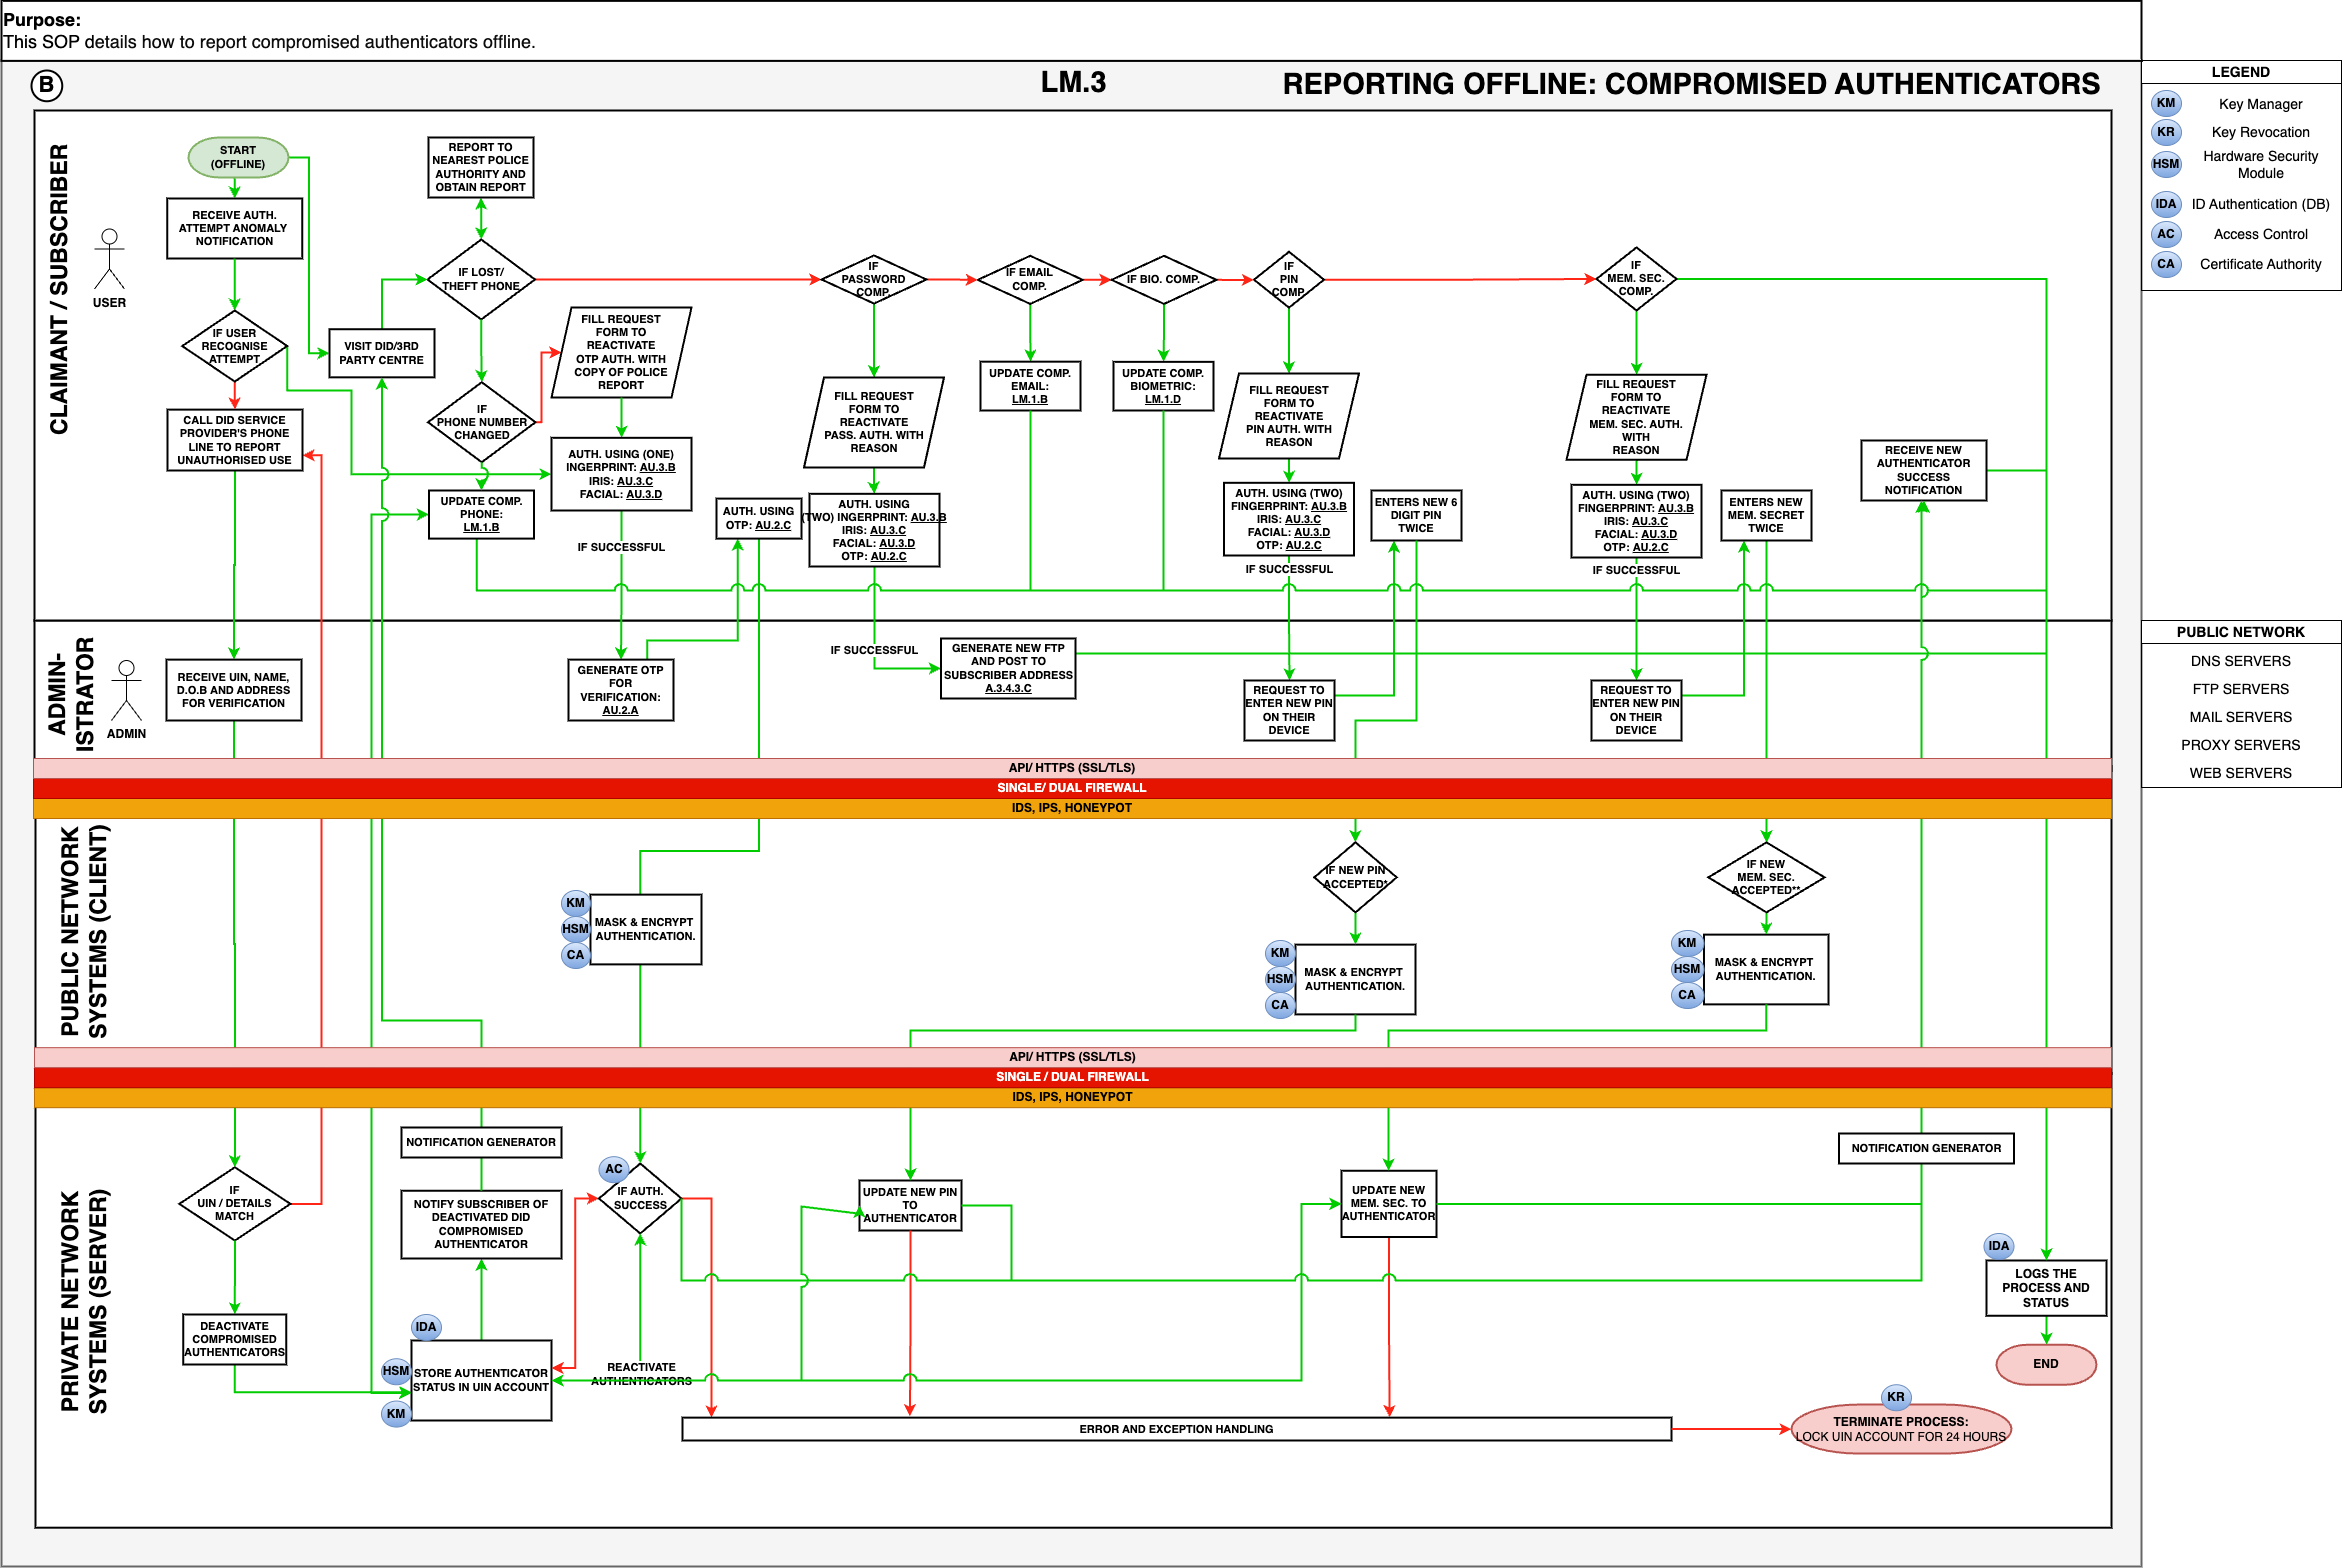 Purpose:
This SOP details how to report compromised authenticators offline.
B
LM.3
REPORTING OFFLINE: COMPROMISED AUTHENTICATORS
LEGEND
KM
Key Manager
KR
Key Revocation
HSM
Hardware Security
Module
IDA
ID Authentication (DB)
AC
Access Control
CA
Certificate Authority
PUBLIC NETWORK
DNS SERVERS
FTP SERVERS
MAIL SERVERS
PROXY SERVERS
WEB SERVERS
CLAIMANT / SUBSCRIBER
USER
START
(OFFLINE)
RECEIVE AUTH.
ATTEMPT ANOMALY
NOTIFICATION
IF USER
RECOGNISE
ATTEMPT
CALL DID SERVICE
PROVIDER'S PHONE
LINE TO REPORT
UNAUTHORISED USE
VISIT DID/3RD
PARTY CENTRE
REPORT TO
NEAREST POLICE
AUTHORITY AND
OBTAIN REPORT
IF LOST/
THEFT PHONE
IF
PHONE NUMBER
CHANGED
UPDATE COMP.
PHONE:
LM.1.B
FILL REQUEST
FORM TO
REACTIVATE
OTP AUTH. WITH
COPY OF POLICE
REPORT
AUTH. USING (ONE)
INGERPRINT: AU.3.B
IRIS: AU.3.C
FACIAL: AU.3.D
IF SUCCESSFUL
AUTH. USING
OTP: AU.2.C
IF
PASSWORD
COMP.
FILL REQUEST
FORM TO
REACTIVATE
PASS. AUTH. WITH
REASON
AUTH. USING
(TWO) INGERPRINT: AU.3.B
IRIS: AU.3.C
FACIAL: AU.3.D
OTP: AU.2.C
IF EMAIL
COMP.
UPDATE COMP.
EMAIL:
LM.1.B
IF BIO. COMP.
UPDATE COMP.
BIOMETRIC:
LM.1.D
IF
PIN
COMP.
FILL REQUEST
FORM TO
REACTIVATE
PIN AUTH. WITH
REASON
AUTH. USING (TWO)
FINGERPRINT: AU.3.B
IRIS: AU.3.C
FACIAL: AU.3.D
OTP: AU.2.C
IF SUCCESSFUL
ENTERS NEW 6
DIGIT PIN
TWICE
IF
MEM. SEC.
COMP.
FILL REQUEST
FORM TO
REACTIVATE
MEM. SEC. AUTH.
WITH
REASON
AUTH. USING (TWO)
FINGERPRINT: AU.3.B
IRIS: AU.3.C
FACIAL: AU.3.D
OTP: AU.2.C
IF SUCCESSFUL
ENTERS NEW
MEM. SECRET
TWICE
RECEIVE NEW
AUTHENTICATOR
SUCCESS
NOTIFICATION
ADMIN-
ISTRATOR
ADMIN
RECEIVE UIN, NAME,
D.O.B AND ADDRESS
FOR VERIFICATION
GENERATE OTP
FOR
VERIFICATION:
AU.2.A
IF SUCCESSFUL
GENERATE NEW FTP
AND POST TO
SUBSCRIBER ADDRESS
A.3.4.3.C
REQUEST TO
ENTER NEW PIN
ON THEIR
DEVICE
REQUEST TO
ENTER NEW PIN
ON THEIR
DEVICE
API/ HTTPS (SSL/TLS)
SINGLE/ DUAL FIREWALL
IDS, IPS, HONEYPOT
PUBLIC NETWORK
SYSTEMS (CLIENT)
KM
HSM
CA
MASK & ENCRYPT
AUTHENTICATION.
IF NEW PIN
ACCEPTED*
KM
HSM
CA
MASK & ENCRYPT
AUTHENTICATION.
IF NEW
MEM. SEC.
ACCEPTED**
KM
HSM
CA
MASK & ENCRYPT
AUTHENTICATION.
API/ HTTPS (SSL/TLS)
SINGLE / DUAL FIREWALL
IDS, IPS, HONEYPOT
PRIVATE NETWORK
SYSTEMS (SERVER)
IF
UIN / DETAILS
MATCH
DEACTIVATE
COMPROMISED
AUTHENTICATORS
NOTIFICATION GENERATOR
NOTIFY SUBSCRIBER OF
DEACTIVATED DID
COMPROMISED
AUTHENTICATOR
IDA
HSM
KM
STORE AUTHENTICATOR
STATUS IN UIN ACCOUNT
AC
IF AUTH.
SUCCESS
REACTIVATE
AUTHENTICATORS
UPDATE NEW PIN
TO
AUTHENTICATOR
UPDATE NEW
MEM. SEC. TO
AUTHENTICATOR
NOTIFICATION GENERATOR
IDA
LOGS THE
PROCESS AND
STATUS
END
ERROR AND EXCEPTION HANDLING
KR
TERMINATE PROCESS:
LOCK UIN ACCOUNT FOR 24 HOURS